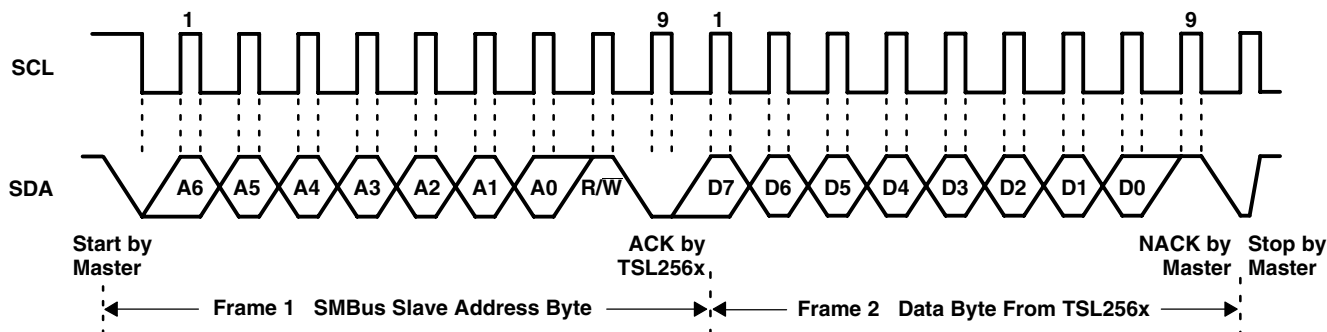 1 9 1 9
SCL
SDA A6 A5 A4 A3 A2 A1 A0 R/W̅ D7 D6 D5 D4 D3 D2 D1 D0
Start by Master
ACK by TSL256x
NACK by Master
Stop by Master
Frame 1 SMBus Slave Address Byte
Frame 2 Data Byte From TSL256x